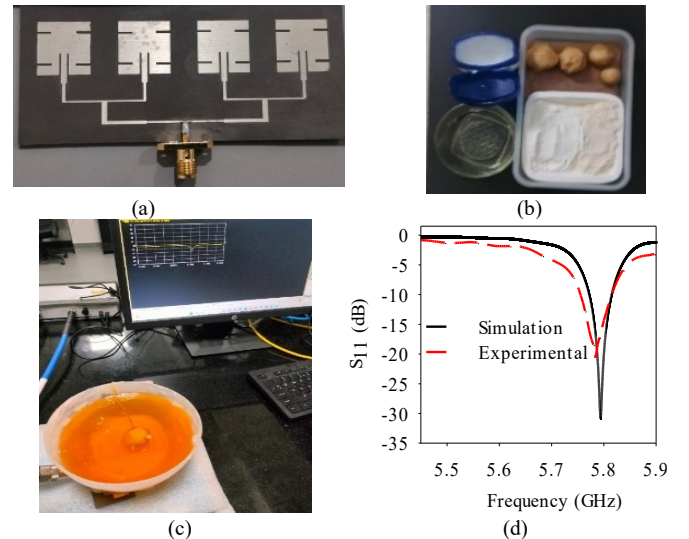 (a)
(b)
(c)
(d)
0
-5
-10
-15
-20
-25
-30
-35
S11 (dB)
Simulation
Experimental
5.5 5.6 5.7 5.8 5.9
Frequency (GHz)